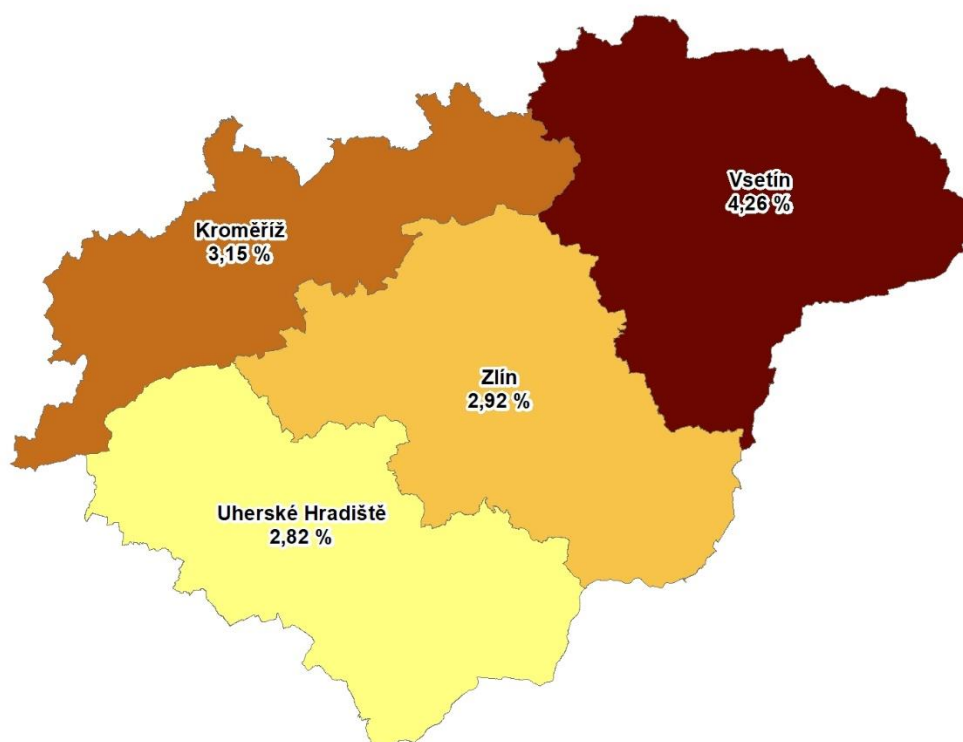 Vsetín
4,26 %
Kroměříž
3,15 %
Zlín
2,92 %
Uherské Hradiště
2,82 %